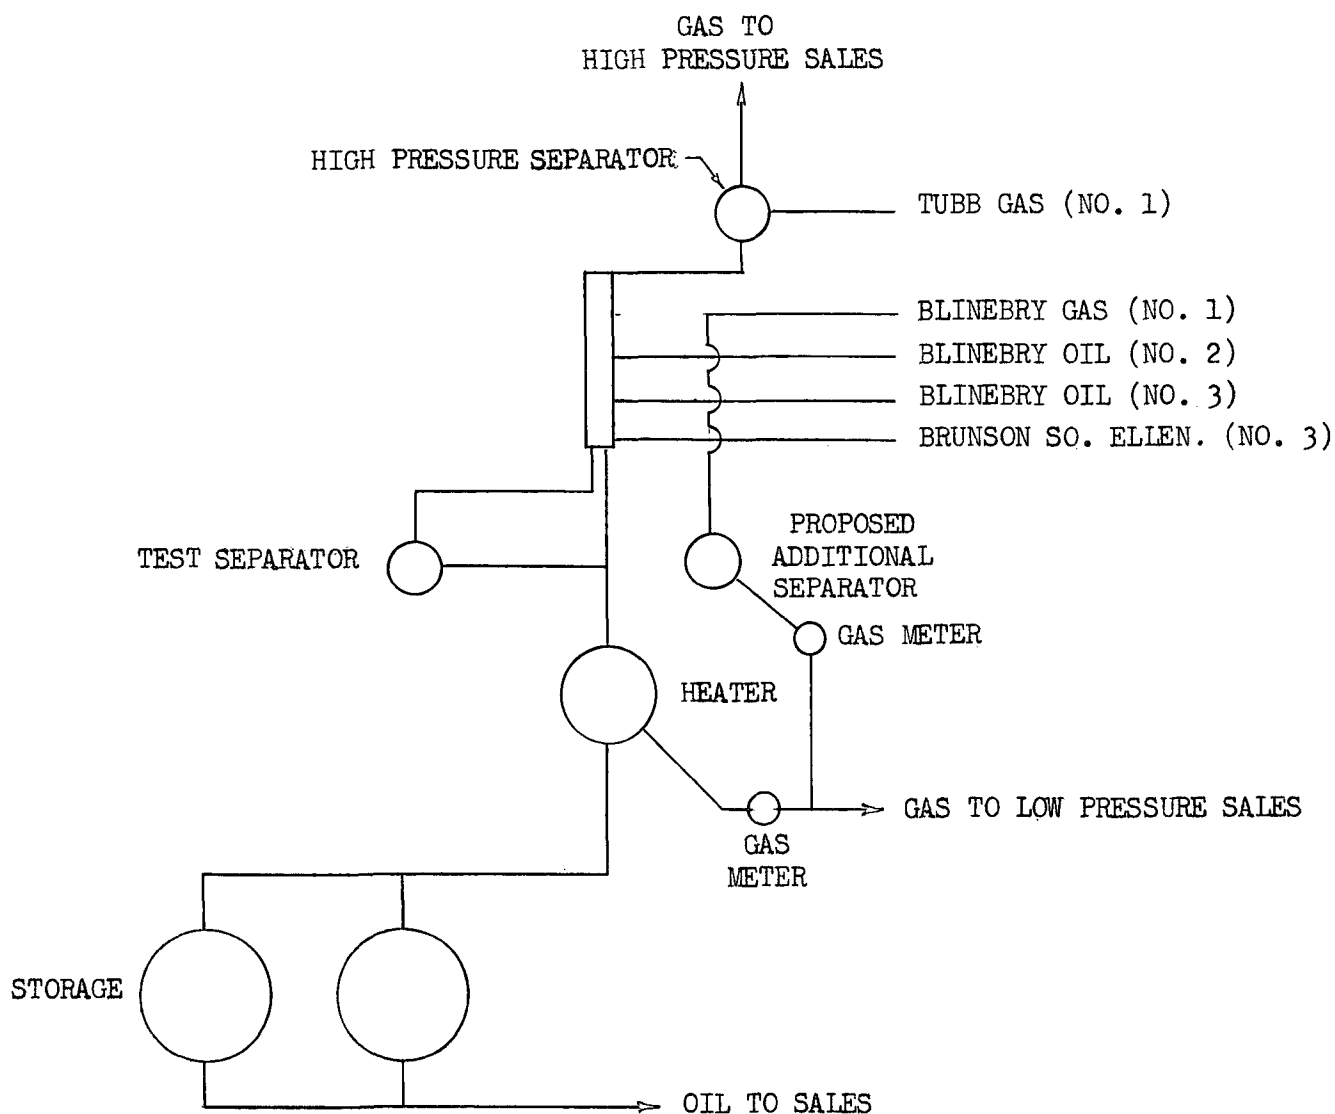 GAS TO
HIGH PRESSURE SALES
HIGH PRESSURE SEPARATOR
TUBB GAS (NO. 1)
BLINEBRY GAS (NO. 1)
BLINEBRY OIL (NO. 2)
BLINEBRY OIL (NO. 3)
BRUNSON SO. ELLEN. (NO. 3)
TEST SEPARATOR
PROPOSED
ADDITIONAL
SEPARATOR
GAS METER
HEATER
GAS TO LOW PRESSURE SALES
GAS
METER
STORAGE
OIL TO SALES